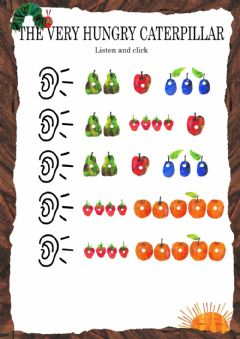 THE VERY HUNGRY CATERPILLAR
Listen and click